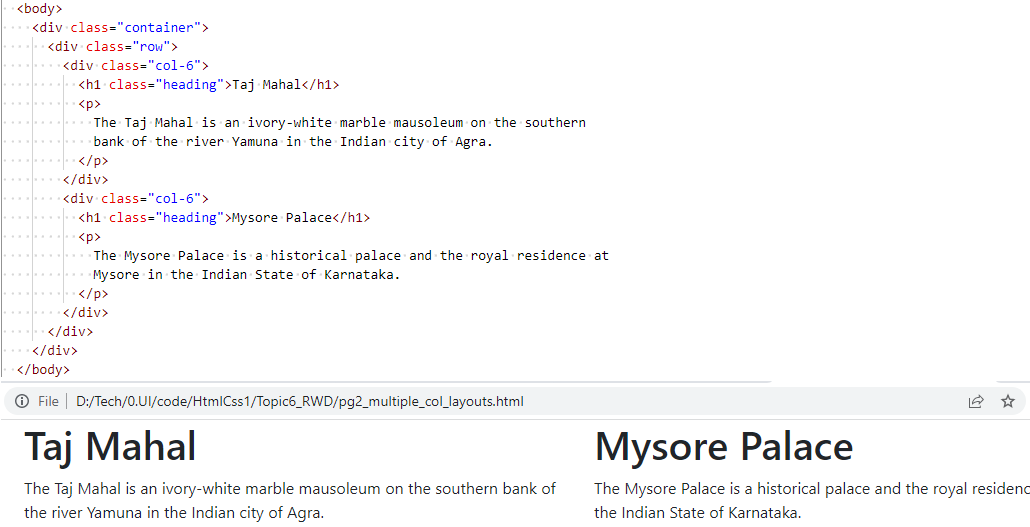 <body>
<div class="container">
<div class="row">
<div class="col-6">
<h1 class="heading">Taj Mahal</h1>
<p>
The Taj Mahal is an ivory-white marble mausoleum on the southern
bank of the river Yamuna in the Indian city of Agra.
</p>
</div>
<div class="col-6">
<h1 class="heading">Mysore Palace</h1>
<p>
The Mysore Palace is a historical palace and the royal residence at
Mysore in the Indian State of Karnataka.
</p>
</div>
</div>
</div>
</body>
File D:/Tech/0.UI/code/HtmlCss1/Topic6_RWD/pg2_multiple_col_layouts.html
Taj Mahal
The Taj Mahal is an ivory-white marble mausoleum on the southern bank of
the river Yamuna in the Indian city of Agra.
Mysore Palace
The Mysore Palace is a historical palace and the royal
the Indian State of Karnataka.